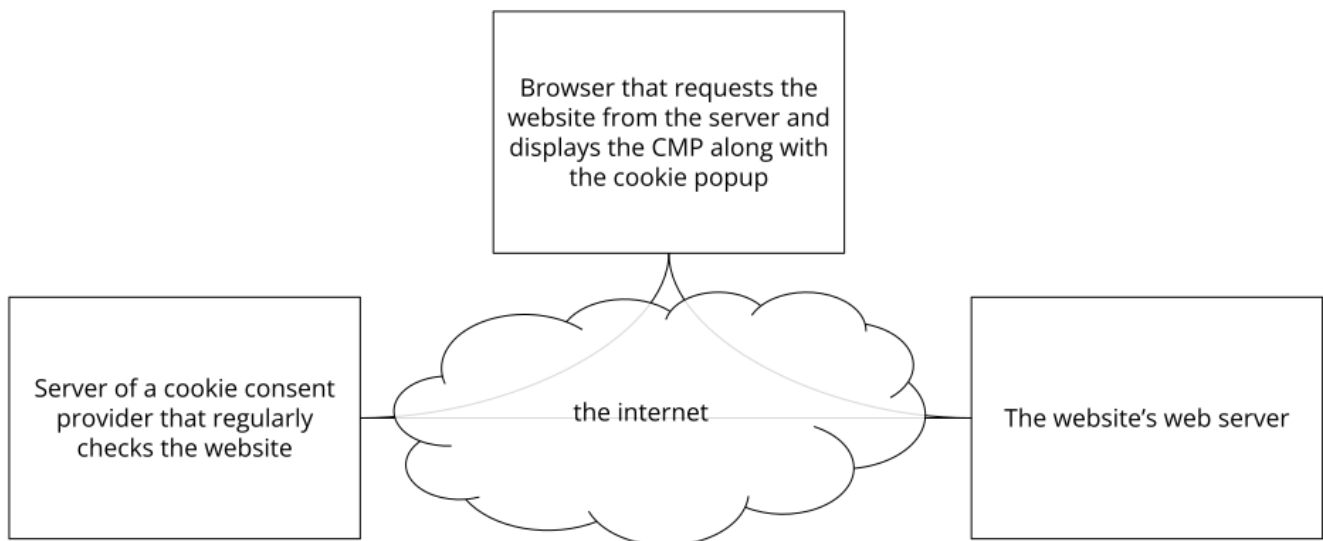 Browser that requests the
website from the server and
displays the CMP along with
the cookie popup
Server of a cookie consent
provider that regularly
checks the website
the internet
The website’s web server